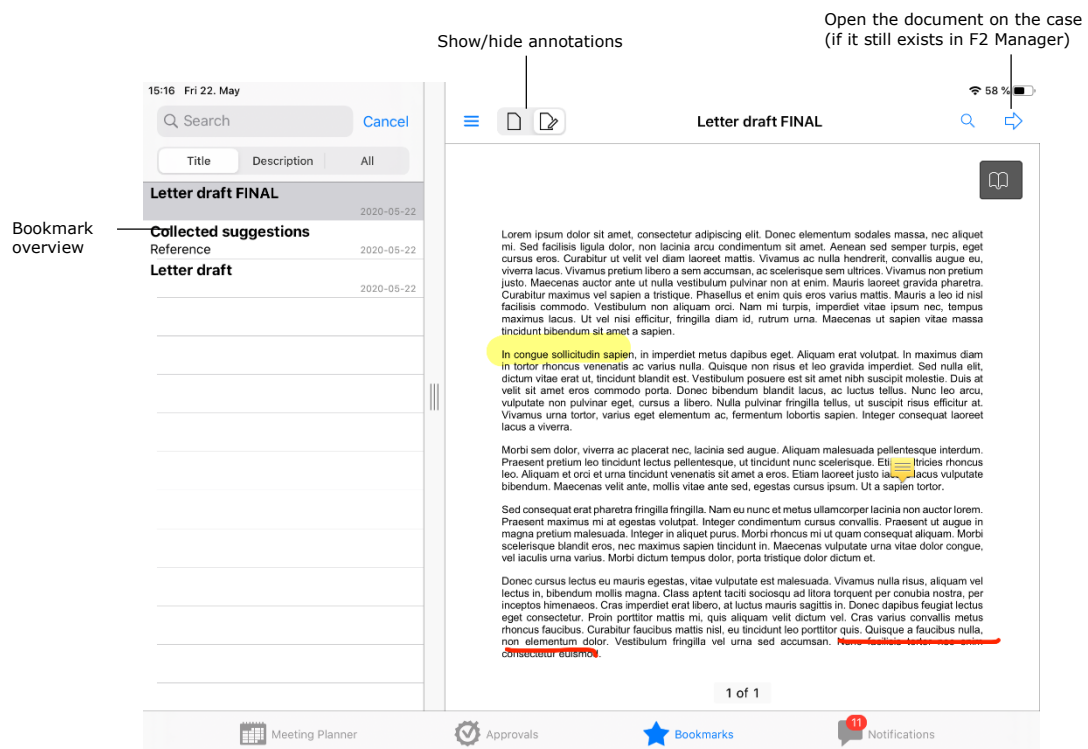 Open the document on the case
(if it still exists in F2 Manager)
Show/hide annotations
15:16 Fri 22. May
58 %
Search
Cancel
Letter draft FINAL
Title
Description
All
Letter draft FINAL
2020-05-22
Bookmark
overview
Collected suggestions
Reference
2020-05-22
Letter draft
2020-05-22
Lorem ipsum dolor sit amet, consectetur adipiscing elit. Donec elementum sodales massa, nec aliquet
mi. Sed facilisis ligula dolor, non lacinia arcu condimentum sit amet. Aenean sed semper turpis, eget
cursus eros. Curabitur ut velit vel diam laoreet mattis. Vivamus ac nulla hendrerit, convallis augue eu,
viverra lacus. Vivamus pretium libero a sem accumsan, ac scelerisque sem ultrices. Vivamus non pretium
justo. Maecenas auctor ante ut nulla vestibulum pulvinar non at enim. Mauris laoreet gravida pharetra.
Curabitur maximus vel sapien a tristique. Phasellus et enim quis eros varius mattis. Mauris a leo id nisl
facilisis commodo. Vestibulum non aliquam orci. Nam mi turpis, imperdiet vitae ipsum nec, tempus
maximus lacus. Ut vel nisi efficitur, fringilla diam id, rutrum urna. Maecenas ut sapien vitae massa
tincidunt bibendum sit amet a sapien.
In congue sollicitudin sapien, in imperdiet metus dapibus eget. Aliquam erat volutpat. In maximus diam
in tortor rhoncus venenatis ac varius nulla. Quisque non risus et leo gravida imperdiet. Sed nulla elit,
dictum vitae erat ut, tincidunt blandit est. Vestibulum posuere est sit amet nibh suscipit molestie. Duis at
velit sit amet eros commodo porta. Donec bibendum blandit lacus, ac luctus tellus. Nunc leo arcu,
vulputate non pulvinar eget, cursus a libero. Nulla pulvinar fringilla tellus, ut suscipit risus efficitur at.
Vivamus urna tortor, varius eget elementum ac, fermentum lobortis sapien. Integer consequat laoreet
lacus a viverra.
Morbi sem dolor, viverra ac placerat nec, lacinia sed augue. Aliquam malesuada pellentesque interdum.
Praesent pretium leo tincidunt lectus pellentesque, ut tincidunt nunc scelerisque. rhoncus
leo. Aliquam et orci et urna tincidunt venenatis sit amet a eros. Etiam laoreet justo lacus vulputate
bibendum. Maecenas velit ante, mollis vitae ante sed, egestas cursus ipsum. Ut a sapien tortor.
Sed consequat erat pharetra fringilla fringilla. Nam eu nunc et metus ullamcorper lacinia non auctor lorem.
Praesent maximus mi at egestas volutpat. Integer condimentum cursus convallis. Praesent ut augue in
magna pretium malesuada. Integer in aliquet purus. Morbi rhoncus mi ut quam consequat aliquam. Morbi
scelerisque blandit eros, nec maximus sapien tincidunt in. Maecenas vulputate urna vitae dolor congue,
vel iaculis urna varius. Morbi dictum tempus dolor, porta tristique dolor dictum et.
Donec cursus lectus eu mauris egestas, vitae vulputate est malesuada. Vivamus nulla risus, aliquam vel
lectus in, bibendum mollis magna. Class aptent taciti sociosqu ad litora torquent per conubia nostra, per
inceptos himenaeos. Cras imperdiet erat libero, at luctus mauris sagittis in. Donec dapibus feugiat lectus
eget consectetur. Proin porttitor mattis mi, quis aliquam velit dictum vel. Cras varius convallis metus
rhoncus faucibus. Curabitur faucibus mattis nisl, eu tincidunt leo porttitor quis. Quisque a faucibus nulla,
non elementum dolor. Vestibulum fringilla vel urna sed accumsan. Nunc facilisis tortor nec enim
consectetur euismod.
1 of 1
Meeting Planner
Approvals
Bookmarks
11
Notifications